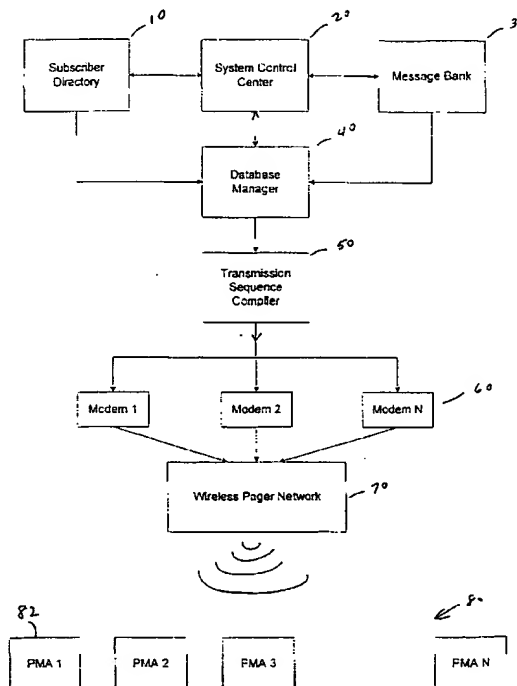 10
20
3
Subscriber
Directory
System Control
Center
Message Bank
40
Database
Manager
50
Transmission
Sequence
Compiler
Modem 1
Modem 2
Modem N
60
Wireless Pager Network
70
82
80
PMA 1
PMA 2
PMA 3
PMA N